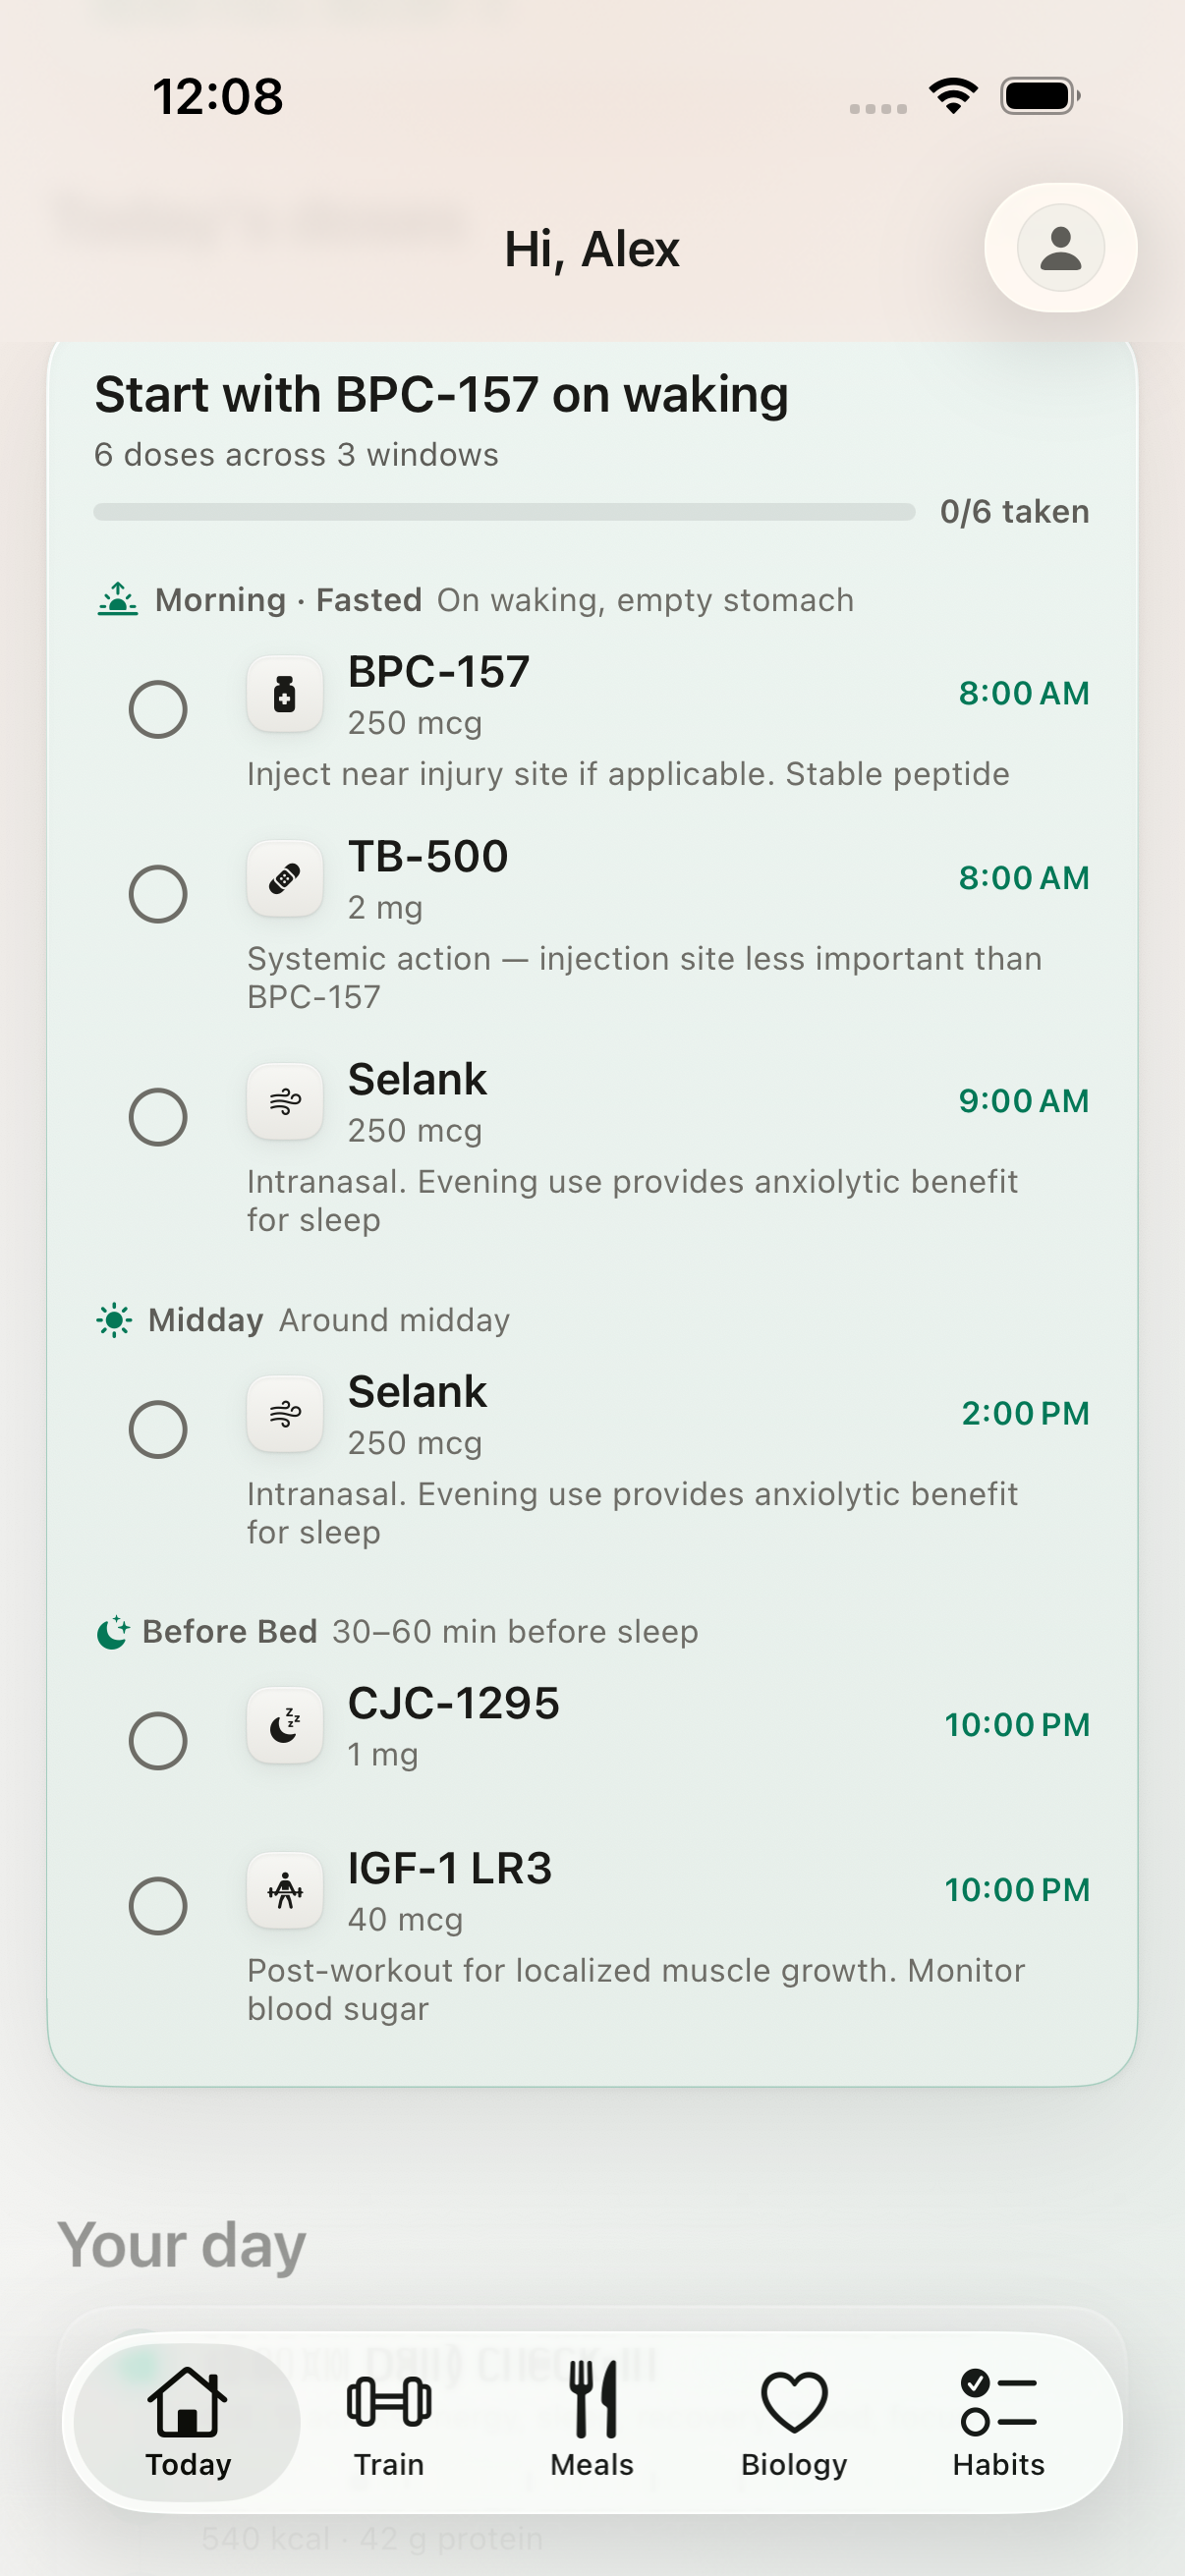 12:08
Hi, Alex
Start with BPC-157 on waking
6 doses across 3 windows
0/6 taken
Morning · Fasted On waking, empty stomach
BPC-157
8:00 AM
250 mcg
Inject near injury site if applicable. Stable peptide
TB-500
8:00 AM
2 mg
Systemic action — injection site less important than
BPC-157
Selank
9:00 AM
250 mcg
Intranasal. Evening use provides anxiolytic benefit
for sleep
Midday Around midday
Selank
2:00 PM
250 mcg
Intranasal. Evening use provides anxiolytic benefit
for sleep
Before Bed 30–60 min before sleep
CJC-1295
10:00 PM
1 mg
IGF-1 LR3
10:00 PM
40 mcg
Post-workout for localized muscle growth. Monitor
blood sugar
Your day
Today
Train
Meals
Biology
Habits
540 kcal · 42 g protein